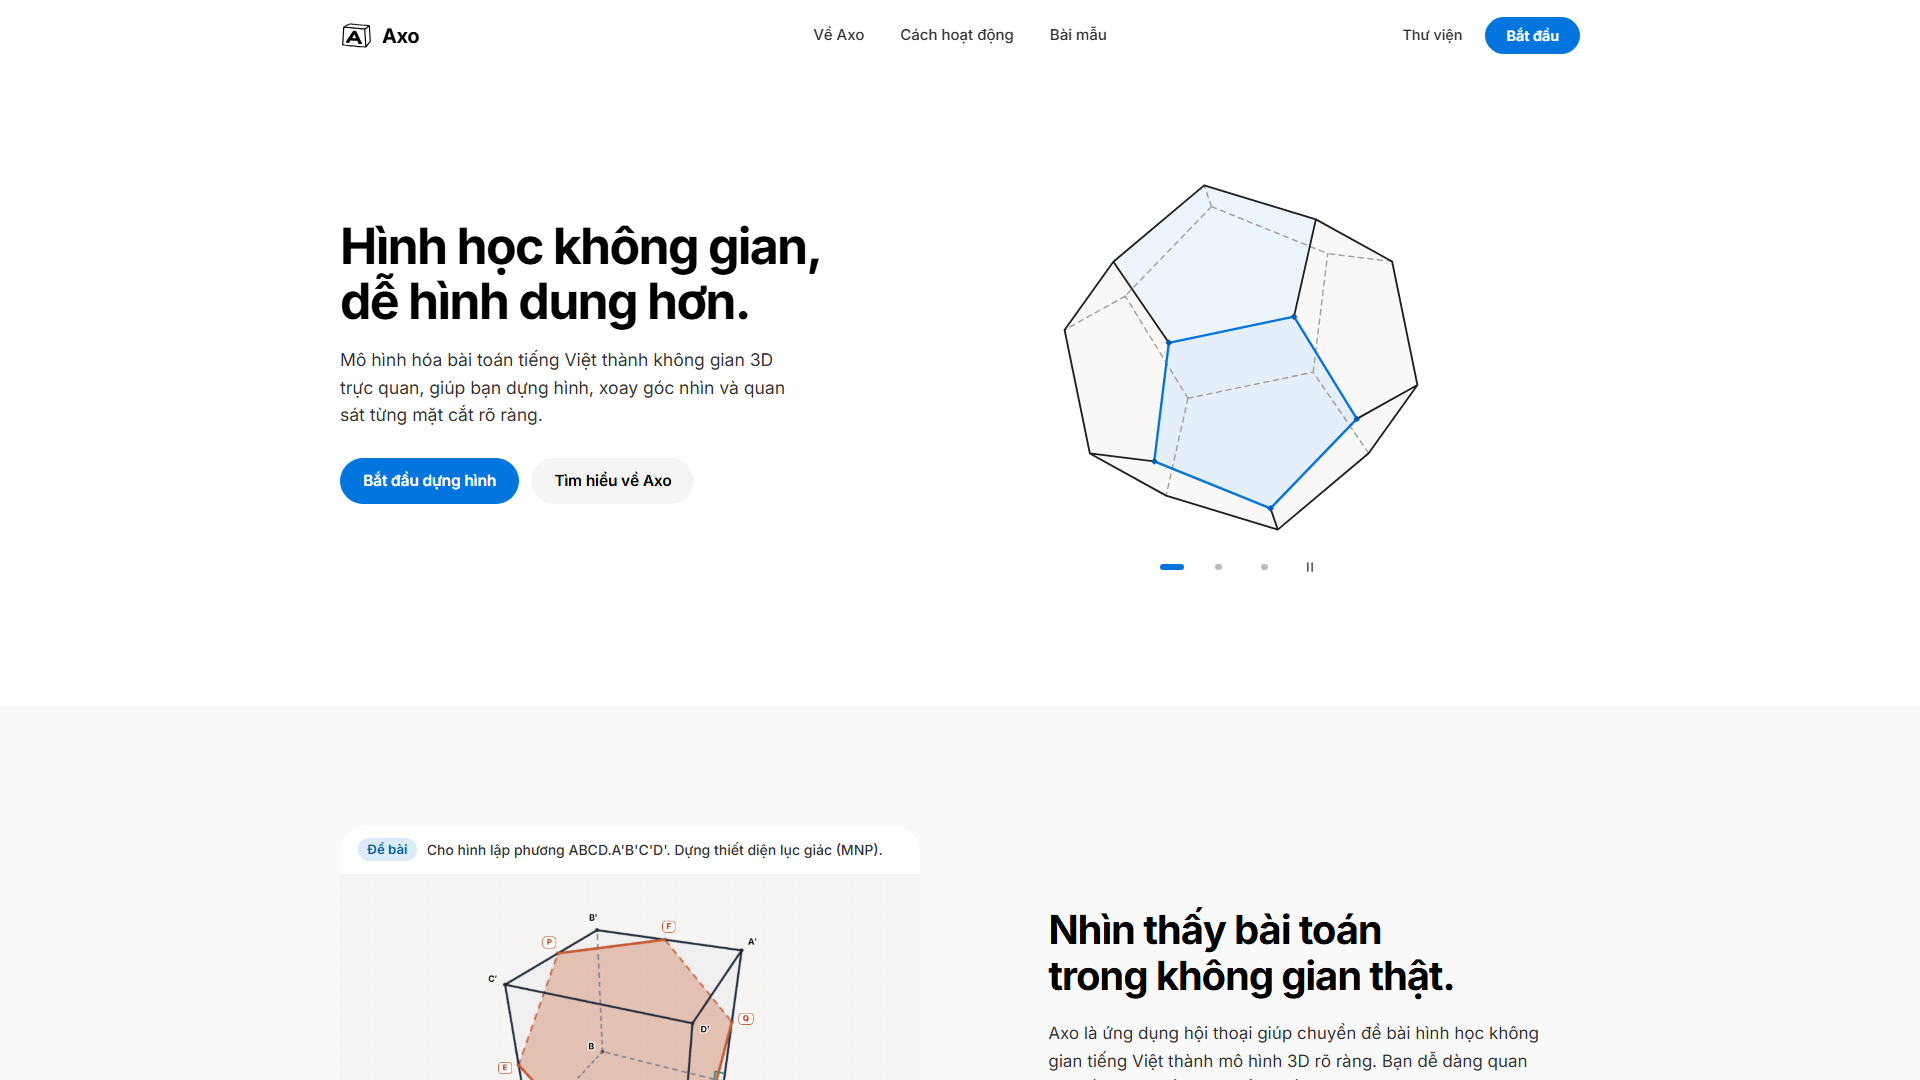 A Axo
Về Axo
Cách hoạt động
Bài mẫu
Thư viện
Bắt đầu
Hình học không gian,
dễ hình dung hơn.
Mô hình hóa bài toán tiếng Việt thành không gian 3D
trực quan, giúp bạn dựng hình, xoay góc nhìn và quan
sát từng mặt cắt rõ ràng.
Bắt đầu dựng hình
Tìm hiểu về Axo
Đề bài
Cho hình lập phương ABCD.A'B'C'D'. Dựng thiết diện lục giác (MNP).
B'
F
P
A'
C'
Q
D'
B
E
Nhìn thấy bài toán
trong không gian thật.
Axo là ứng dụng hội thoại giúp chuyển đề bài hình học không
gian tiếng Việt thành mô hình 3D rõ ràng. Bạn dễ dàng quan